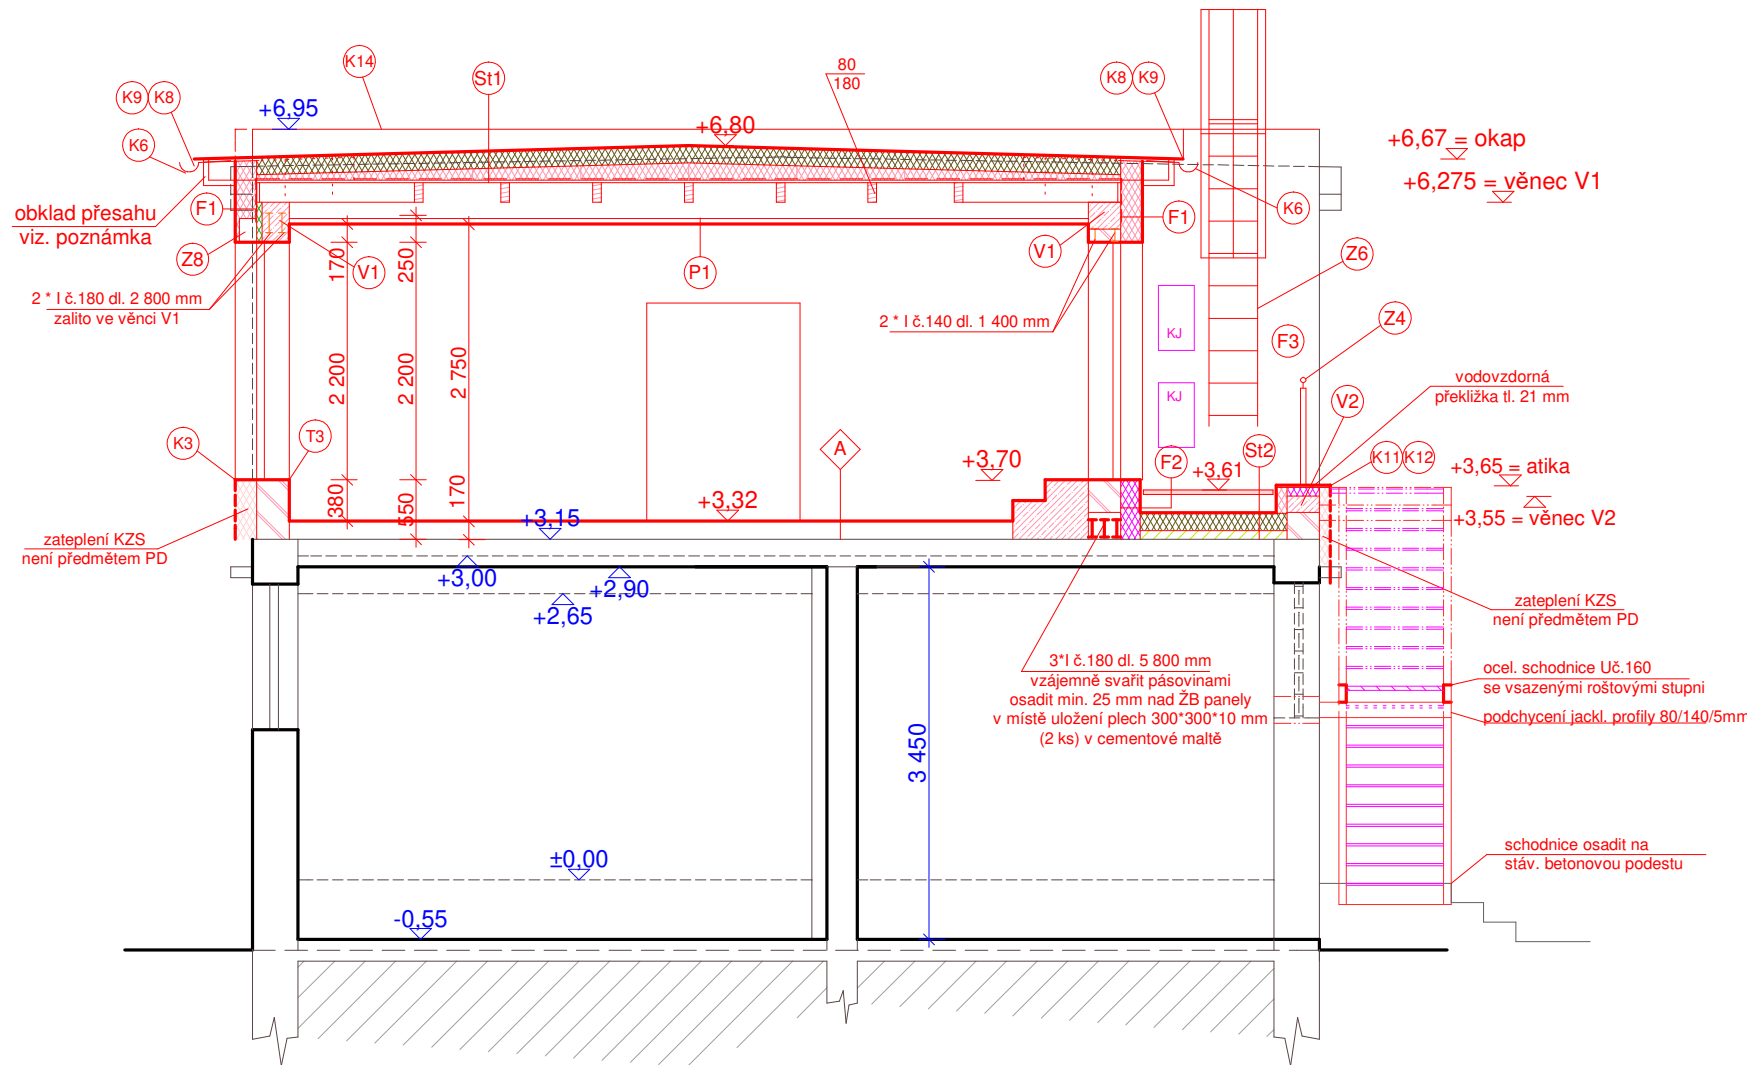 K14
St1
80
180
K8
K9
K9
K8
K6
+6,95
+6,80
+6,67 = okap
+6,275 = věnec V1
obklad přesahu
viz. poznámka
F1
Z8
V1
P1
V1
F1
K6
Z6
2 * I č.180 dl. 2 800 mm
zalito ve věnci V1
2 * I č.140 dl. 1 400 mm
170
250
2 200
2 200
2 750
380
550
170
KJ
KJ
F3
Z4
vodovzdorná
překližka tl. 21 mm
V2
K3
T3
A
+3,70
F2
+3,61
St2
K11
K12
+3,65 = atika
+3,55 = věnec V2
+3,32
+3,15
zateplení KZS
není předmětem PD
+3,00
+2,90
+2,65
zateplení KZS
není předmětem PD
3*I č.180 dl. 5 800 mm
vzájemně svařit pásovinami
osadit min. 25 mm nad ŽB panely
v místě uložení plech 300*300*10 mm
(2 ks) v cementové maltě
ocel. schodnice Uč.160
se vsazenými roštovými stupni
podchycení jackl. profily 80/140/5mm
3 450
±0,00
-0,55
schodnice osadit na
stáv. betonovou podestu